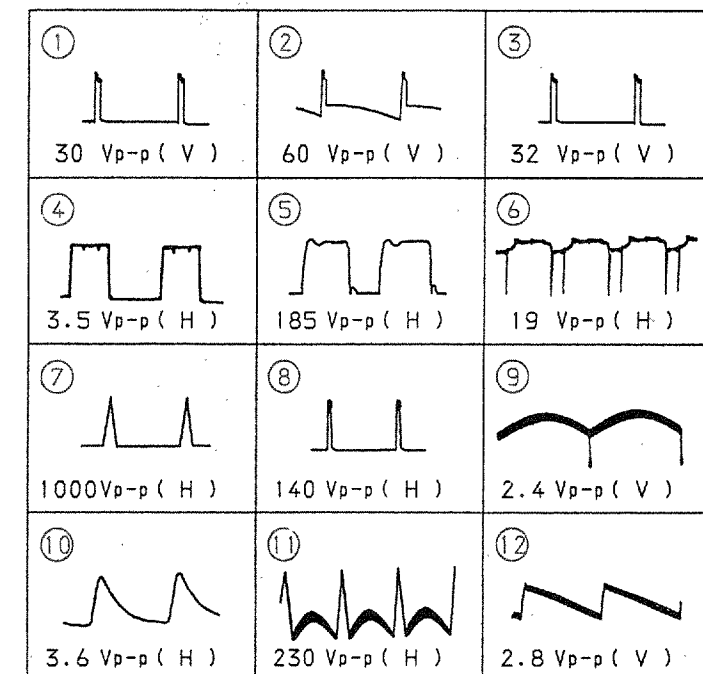 ① ② ③
30 Vp-p ( V ) 60 Vp-p ( V ) 32 Vp-p ( V )
④ ⑤ ⑥
3.5 Vp-p ( H ) 185 Vp-p ( H ) 19 Vp-p ( H )
⑦ ⑧ ⑨
1000Vp-p ( H ) 140 Vp-p ( H ) 2.4 Vp-p ( V )
⑩ ⑪ ⑫
3.6 Vp-p ( H ) 230 Vp-p ( H ) 2.8 Vp-p ( V )